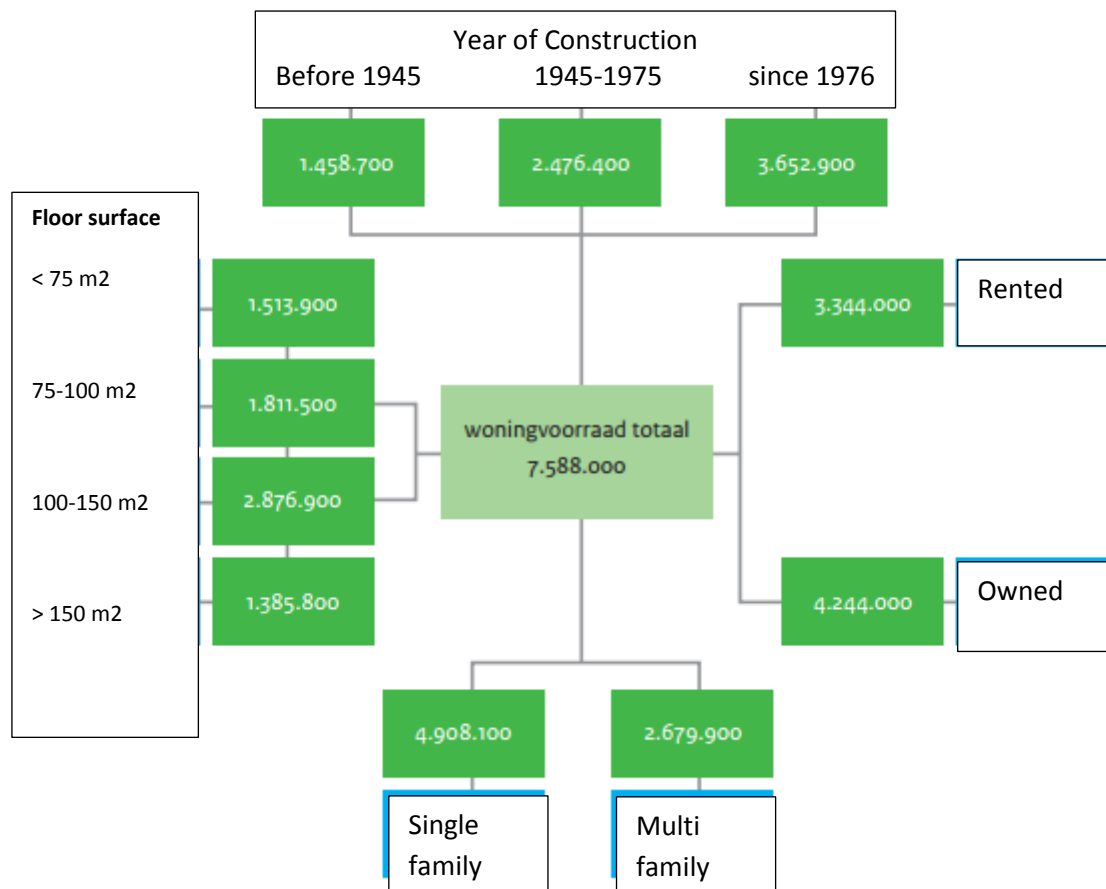 Year of Construction
Before 1945 1945-1975 since 1976
1.458.700 2.476.400 3.652.900
Floor surface
< 75 m2
1.513.900
75-100 m2
1.811.500
100-150 m2
2.876.900
> 150 m2
1.385.800
woningvoorraad totaal
7.588.000
3.344.000
Rented
4.244.000
Owned
4.908.100
Single
family
2.679.900
Multi
family